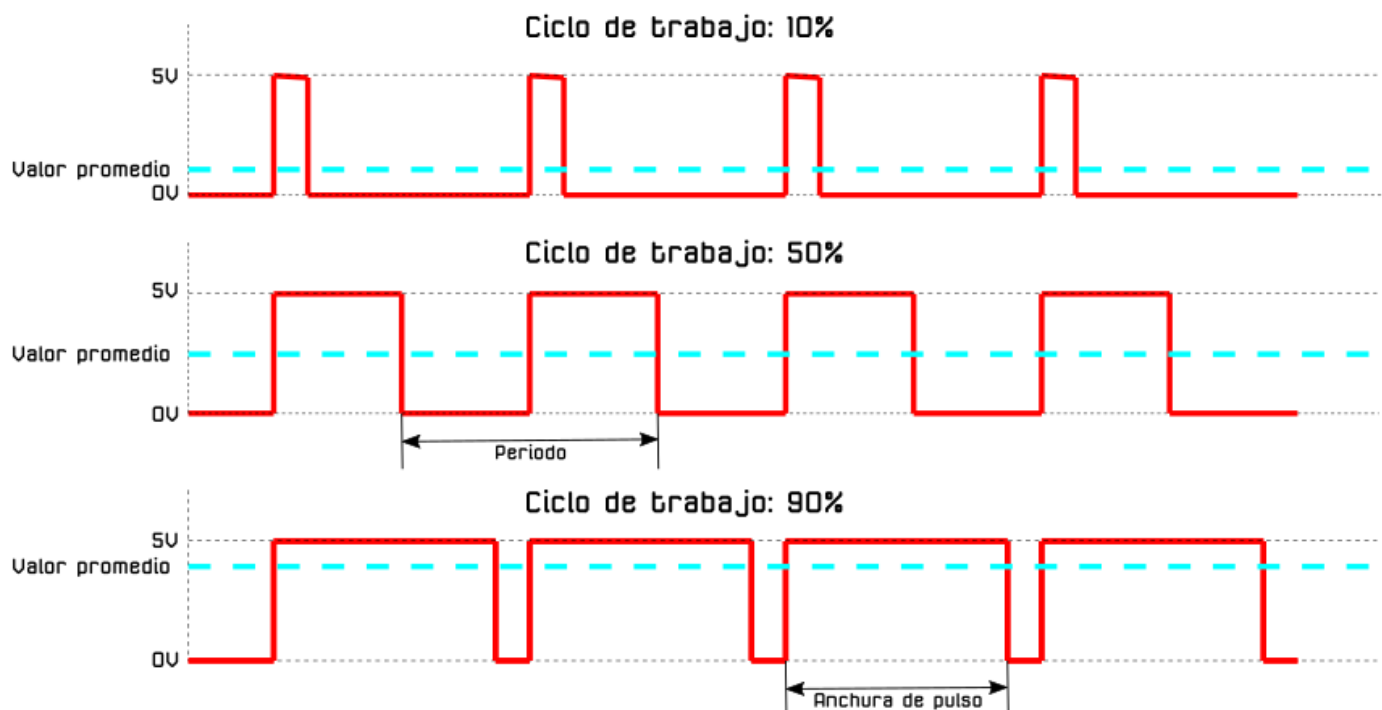 Ciclo de trabajo: 10%
5V
Valor promedio
0V
Ciclo de trabajo: 50%
5V
Valor promedio
0V
Periodo
Ciclo de trabajo: 90%
5V
Valor promedio
0V
Anchura de pulso